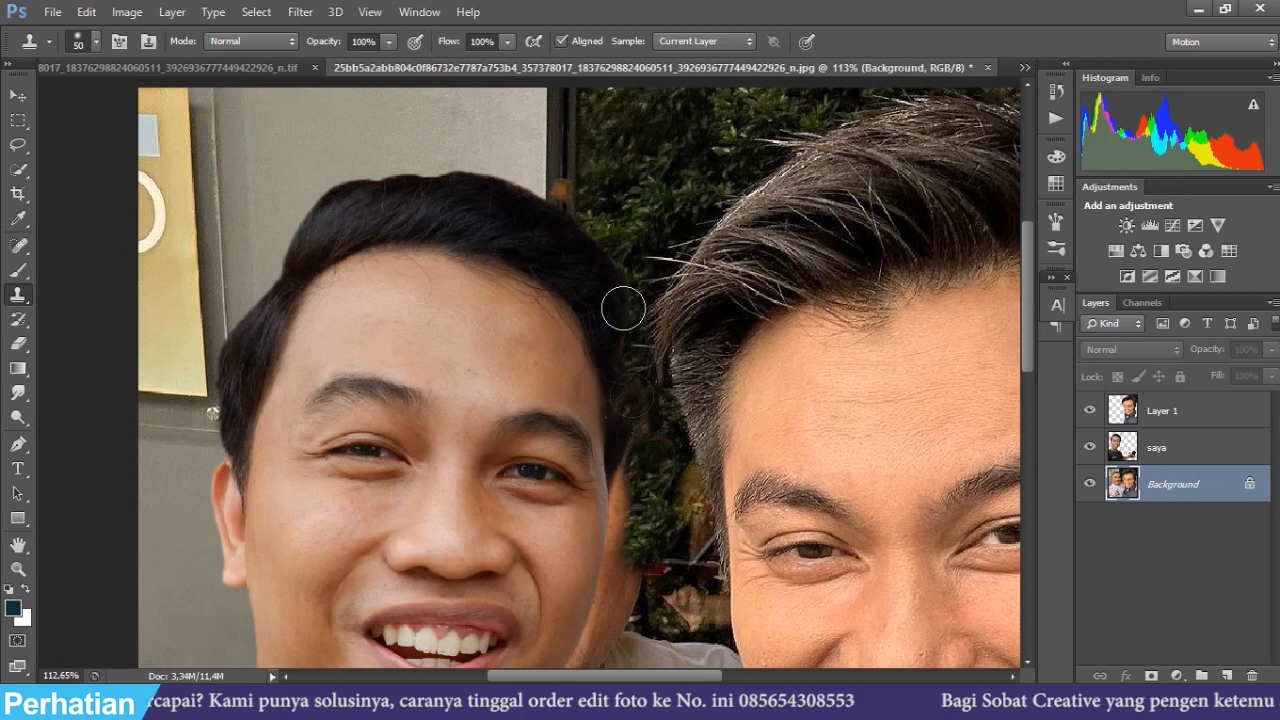 Ps File Edit Image Layer Type Select Filter 3D View Window Help
50 Mode: Normal Opacity: 100% Flow: 100% Aligned Sample: Current Layer Motion
8017_18376298824060511_3926936777449422926_n.tif × 25bb5a2abb804c0f86732e7787a753b4_357378017_18376298824060511_3926936777449422926_n.jpg @ 113% (Background, RGB/8) * ×
Histogram Info
Adjustments
Add an adjustment
Layers Channels
Kind
Normal Opacity: 100%
Lock: Fill: 100%
Layer 1
saya
Background
112,65% Doc: 3,34M/11,4M
Perhatian rcapai? Kami punya solusinya, caranya tinggal order edit foto ke No. ini 085654308553 Bagi Sobat Creative yang pengen ketemu